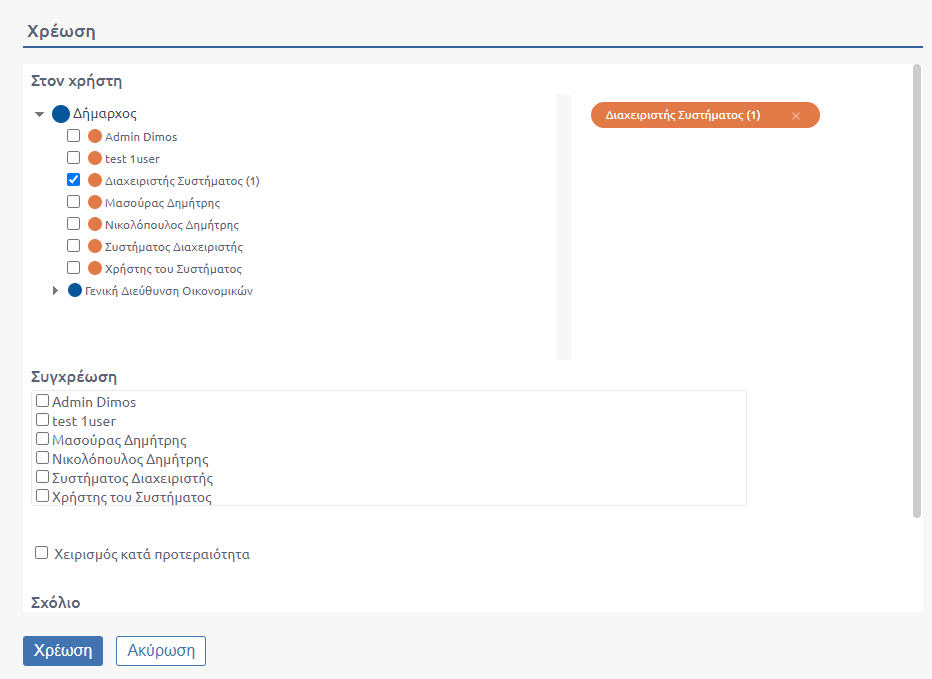 Χρέωση
Στον χρήστη
Δήμαρχος
Admin Dimos
test 1user
Διαχειριστής Συστήματος (1)
Μασούρας Δημήτρης
Νικολόπουλος Δημήτρης
Συστήματος Διαχειριστής
Χρήστης του Συστήματος
Γενική Διεύθυνση Οικονομικών
Διαχειριστής Συστήματος (1) ×
Συγχρέωση
Admin Dimos
test 1user
Μασούρας Δημήτρης
Νικολόπουλος Δημήτρης
Συστήματος Διαχειριστής
Χρήστης του Συστήματος
Χειρισμός κατά προτεραιότητα
Σχόλιο
Χρέωση Ακύρωση